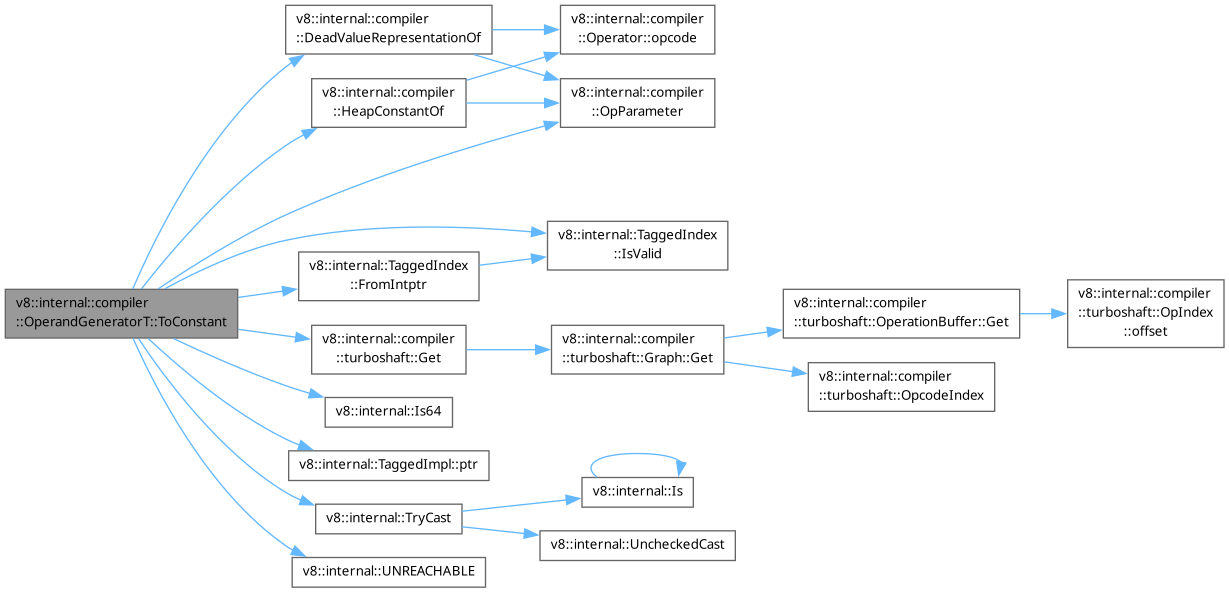 v8::internal::compiler
::OperandGeneratorT::ToConstant
v8::internal::compiler
::DeadValueRepresentationOf
v8::internal::compiler
::Operator::opcode
v8::internal::compiler
::HeapConstantOf
v8::internal::compiler
::OpParameter
v8::internal::TaggedIndex
::IsValid
v8::internal::TaggedIndex
::FromIntptr
v8::internal::compiler
::turboshaft::Get
v8::internal::compiler
::turboshaft::Graph::Get
v8::internal::compiler
::turboshaft::OperationBuffer::Get
v8::internal::compiler
::turboshaft::OpIndex
::offset
v8::internal::compiler
::turboshaft::OpcodeIndex
v8::internal::Is64
v8::internal::TaggedImpl::ptr
v8::internal::TryCast
v8::internal::Is
v8::internal::UncheckedCast
v8::internal::UNREACHABLE